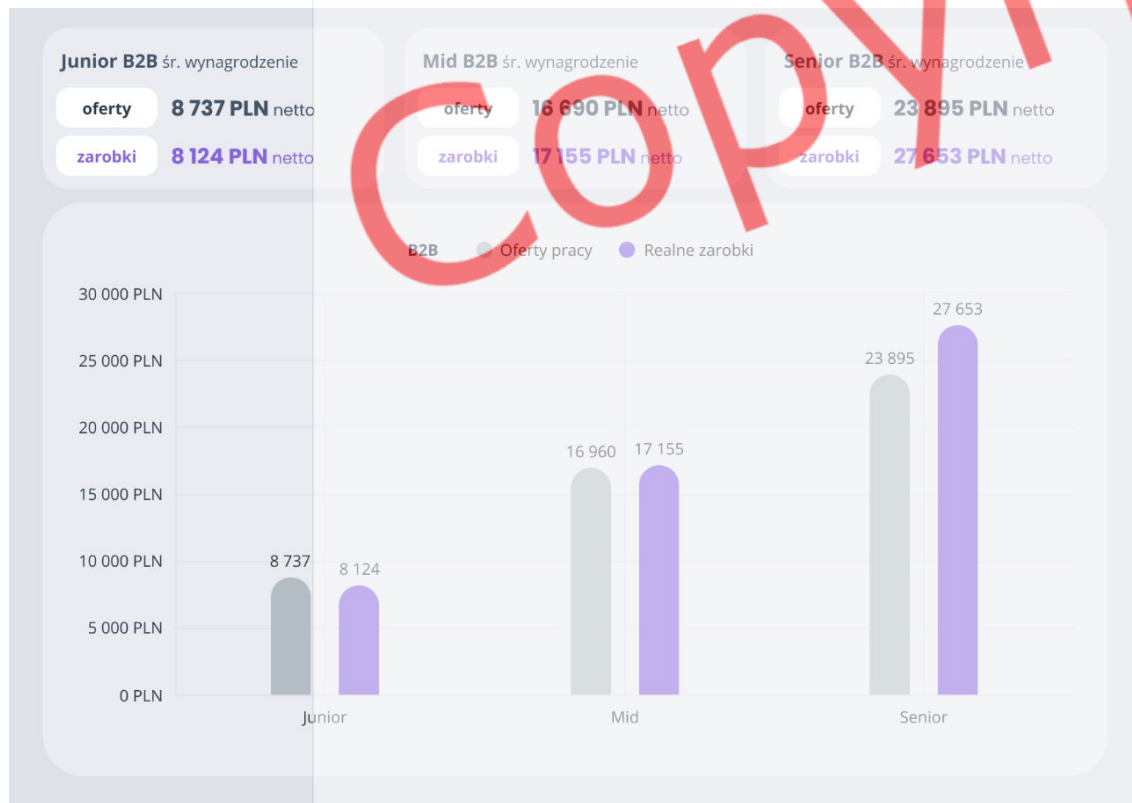 Junior B2B śr. wynagrodzenie
oferty 8 737 PLN netto
zarobki 8 124 PLN netto
Mid B2B śr. wynagrodzenie
oferty 16 690 PLN netto
zarobki 17 155 PLN netto
Senior B2B śr. wynagrodzenie
oferty 23 895 PLN netto
zarobki 27 653 PLN netto
B2B Oferty pracy Realne zarobki
30 000 PLN
25 000 PLN
20 000 PLN
15 000 PLN
10 000 PLN
5 000 PLN
0 PLN
8 737
8 124
16 960
17 155
23 895
27 653
Junior
Mid
Senior